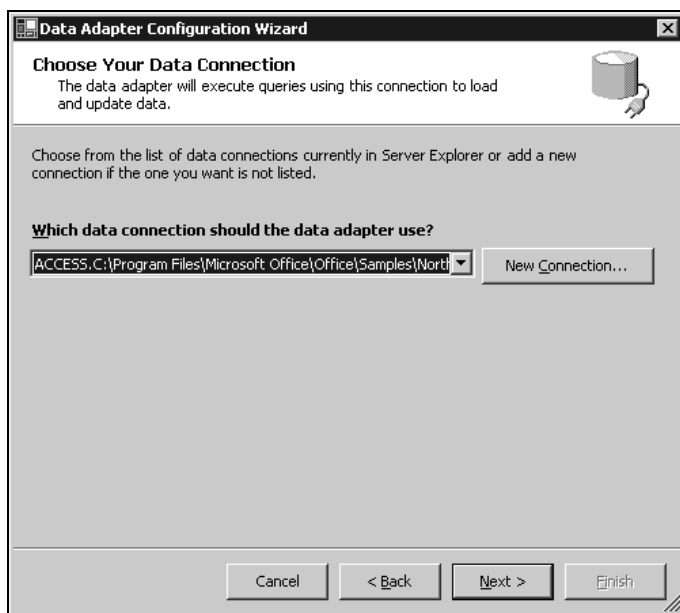 Data Adapter Configuration Wizard
Choose Your Data Connection
The data adapter will execute queries using this connection to load
and update data.
Choose from the list of data connections currently in Server Explorer or add a new
connection if the one you want is not listed.
Which data connection should the data adapter use?
ACCESS.C:\Program Files\Microsoft Office\Office\Samples\North
New Connection...
Cancel
< Back
Next >
Finish